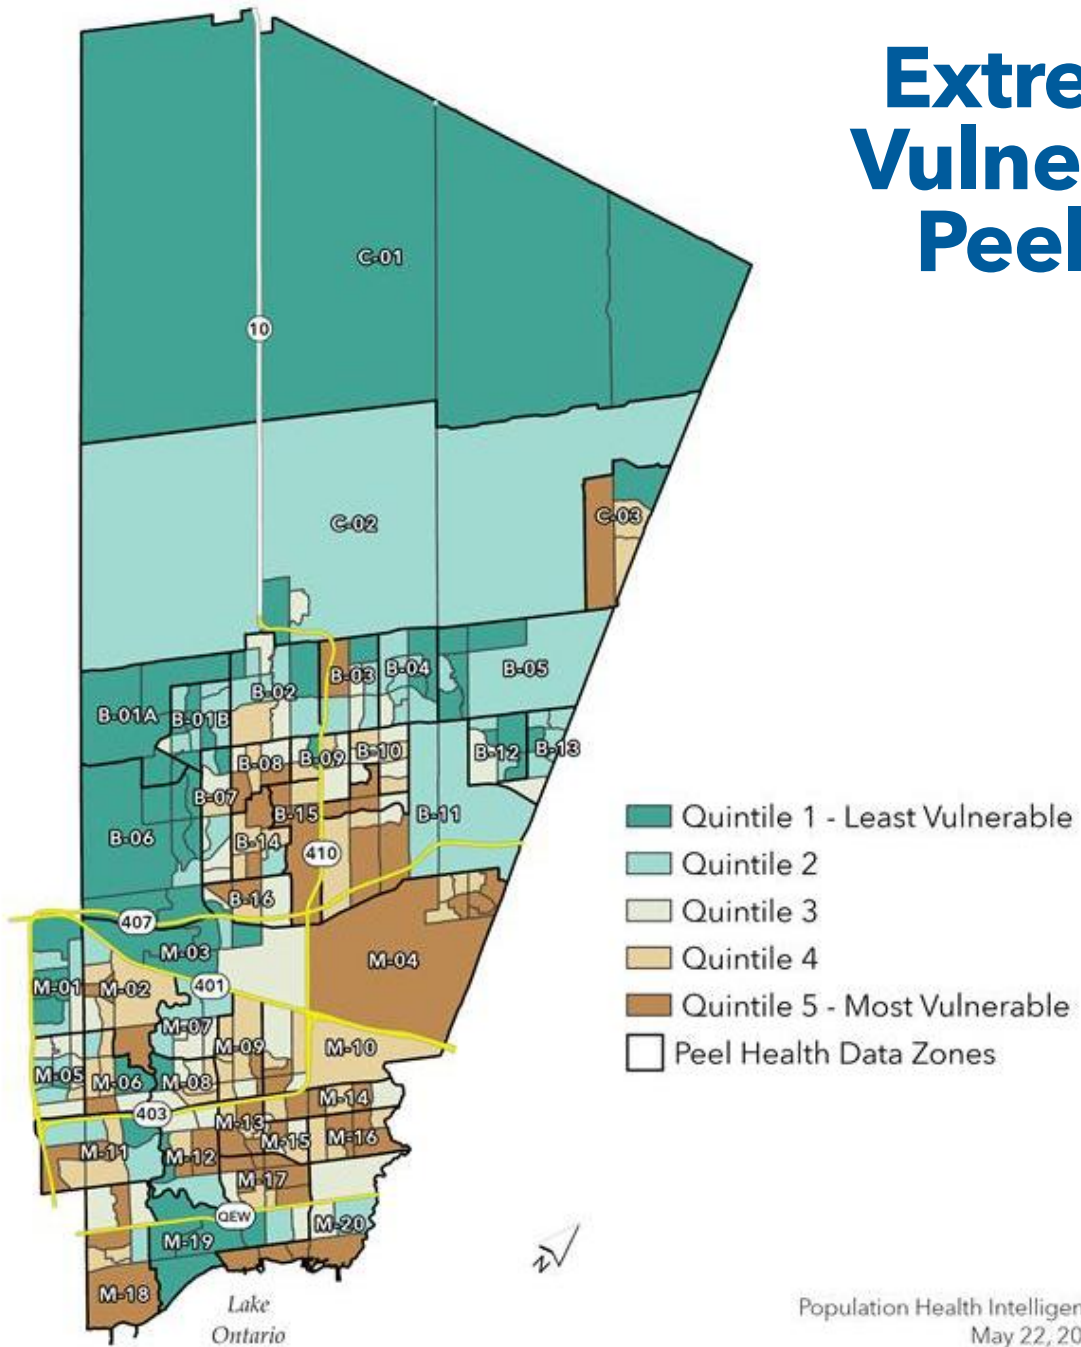 Extre
Vulne
Peel
C-01
10
C-02
C-03
B-03
B-04
B-05
B-02
B-01A
B-01B
B-12
B-13
B-08
B-09
B-10
B-07
B-15
B-11
B-06
B-14
410
B-16
407
M-03
M-04
M-01
M-02
401
M-07
M-09
M-10
M-05
M-06
M-08
M-14
403
M-13
M-15
M-16
M-11
M-12
M-17
QEW
M-20
M-19
M-18
Lake
Ontario
N
Quintile 1 - Least Vulnerable
Quintile 2
Quintile 3
Quintile 4
Quintile 5 - Most Vulnerable
Peel Health Data Zones
Population Health Intelligen
May 22, 20